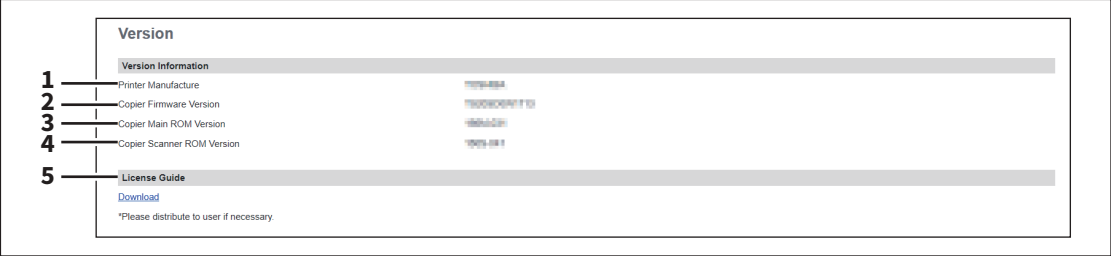 Version
Version Information
1 Printer Manufacture
2 Copier Firmware Version
3 Copier Main ROM Version
4 Copier Scanner ROM Version
5 License Guide
Download
*Please distribute to user if necessary.